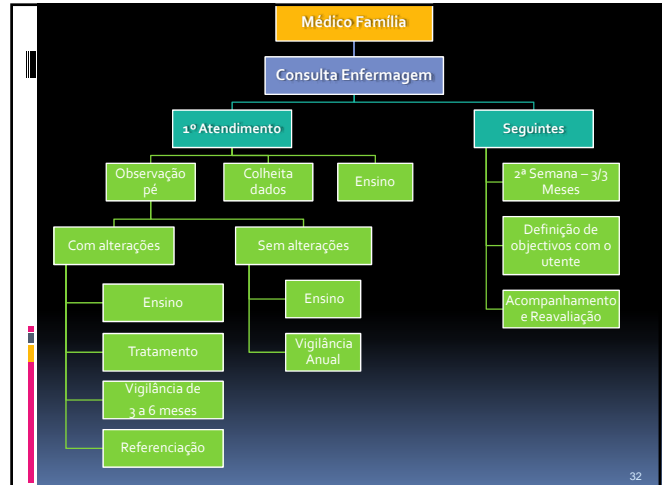 Médico Família
Consulta Enfermagem
1º Atendimento
Seguintes
Observação
pé
Colheita
dados
Ensino
2ª Semana – 3/3
Meses
Com alterações
Sem alterações
Definição de
objectivos com o
utente
Ensino
Ensino
Acompanhamento
e Reavaliação
Tratamento
Vigilância
Anual
Vigilância de
3 a 6 meses
Referenciação
32